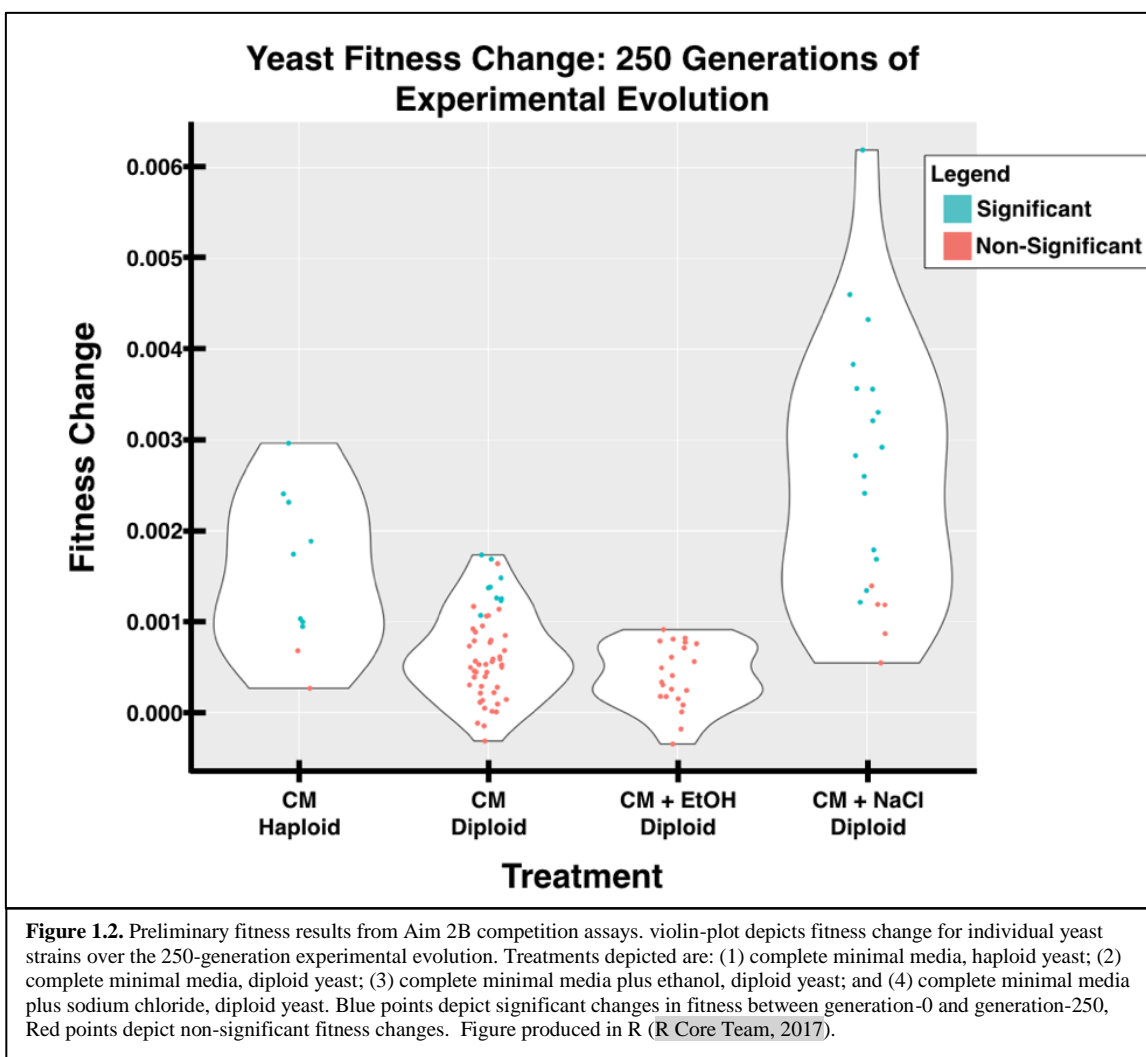 Yeast Fitness Change: 250 Generations of
Experimental Evolution
0.006
0.005
0.004
0.003
0.002
0.001
0.000
Fitness Change
Legend
Significant
Non-Significant
CM
Haploid
CM
Diploid
CM + EtOH
Diploid
CM + NaCl
Diploid
Treatment
Figure 1.2. Preliminary fitness results from Aim 2B competition assays. violin-plot depicts fitness change for individual yeast
strains over the 250-generation experimental evolution. Treatments depicted are: (1) complete minimal media, haploid yeast; (2)
complete minimal media, diploid yeast; (3) complete minimal media plus ethanol, diploid yeast; and (4) complete minimal media
plus sodium chloride, diploid yeast. Blue points depict significant changes in fitness between generation-0 and generation-250,
Red points depict non-significant fitness changes.  Figure produced in R (R Core Team, 2017).